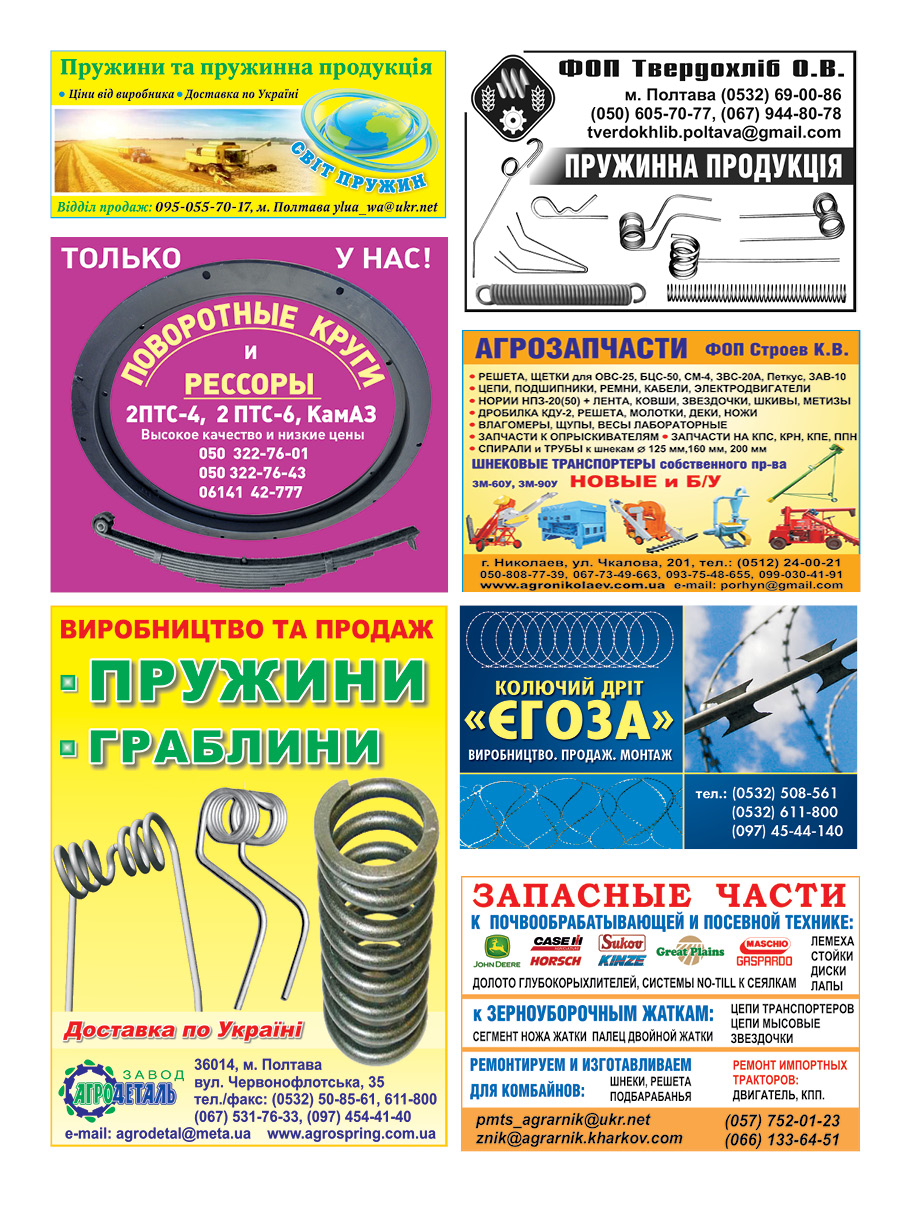 Пружини та пружинна продукція
• Ціни від виробника • Доставка по Україні
СВІТ ПРУЖИН
Відділ продаж: 095-055-70-17, м. Полтава ylua_wa@ukr.net
ФОП Твердохліб О.В.
м. Полтава (0532) 69-00-86
(050) 605-70-77, (067) 944-80-78
tverdokhlib.poltava@gmail.com
ПРУЖИННА ПРОДУКЦІЯ
ТОЛЬКО У НАС!
ПОВОРОТНЫЕ КРУГИ
и
РЕССОРЫ
2ПТС-4, 2 ПТС-6, КамАЗ
Высокое качество и низкие цены
050 322-76-01
050 322-76-43
06141 42-777
АГРОЗАПЧАСТИ ФОП Строев К.В.
• РЕШЕТА, ЩЕТКИ для ОВС-25, БЦС-50, СМ-4, ЗВС-20А, Петкус, ЗАВ-10
• ЦЕПИ, ПОДШИПНИКИ, РЕМНИ, КАБЕЛИ, ЭЛЕКТРОДВИГАТЕЛИ
• НОРИИ НПЗ-20(50) + ЛЕНТА, КОВШИ, ЗВЕЗДОЧКИ, ШКИВЫ, МЕТИЗЫ
• ДРОБИЛКА КДУ-2, РЕШЕТА, МОЛОТКИ, ДЕКИ, НОЖИ
• ВЛАГОМЕРЫ, ЩУПЫ, ВЕСЫ ЛАБОРАТОРНЫЕ
• ЗАПЧАСТИ К ОПРЫСКИВАТЕЛЯМ • ЗАПЧАСТИ НА КПС, КРН, КПЕ, ППН
• СПИРАЛИ и ТРУБЫ к шнекам ⌀ 125 мм,160 мм, 200 мм
ШНЕКОВЫЕ ТРАНСПОРТЕРЫ собственного пр-ва
ЗМ-60У, ЗМ-90У НОВЫЕ и Б/У
г. Николаев, ул. Чкалова, 201, тел.: (0512) 24-00-21
050-808-77-39, 067-73-49-663, 093-75-48-655, 099-030-41-91
www.agronikolaev.com.ua e-mail: porhyn@gmail.com
ВИРОБНИЦТВО ТА ПРОДАЖ
ПРУЖИНИ
ГРАБЛИНИ
Доставка по Україні
ЗАВОД
АГРОДЕТАЛЬ
36014, м. Полтава
вул. Червонофлотська, 35
тел./факс: (0532) 50-85-61, 611-800
(067) 531-76-33, (097) 454-41-40
e-mail: agrodetal@meta.ua www.agrospring.com.ua
КОЛЮЧИЙ ДРІТ
«ЄГОЗА»
ВИРОБНИЦТВО. ПРОДАЖ. МОНТАЖ
тел.: (0532) 508-561
(0532) 611-800
(097) 45-44-140
ЗАПАСНЫЕ ЧАСТИ
К ПОЧВООБРАБАТЫВАЮЩЕЙ И ПОСЕВНОЙ ТЕХНИКЕ:
JOHN DEERE
CASE IH
AGRICULTURE
HORSCH
Sukov
KINZE
Great Plains
MASCHIO
GASPARDO
ЛЕМЕХА
СТОЙКИ
ДИСКИ
ЛАПЫ
ДОЛОТО ГЛУБОКОРЫХЛИТЕЛЕЙ, СИСТЕМЫ NO-TILL К СЕЯЛКАМ
к ЗЕРНОУБОРОЧНЫМ ЖАТКАМ:
СЕГМЕНТ НОЖА ЖАТКИ ПАЛЕЦ ДВОЙНОЙ ЖАТКИ
ЦЕПИ ТРАНСПОРТЕРОВ
ЦЕПИ МЫСОВЫЕ
ЗВЕЗДОЧКИ
РЕМОНТИРУЕМ И ИЗГОТАВЛИВАЕМ
ДЛЯ КОМБАЙНОВ:
ШНЕКИ, РЕШЕТА
ПОДБАРАБАНЬЯ
РЕМОНТ ИМПОРТНЫХ
ТРАКТОРОВ:
ДВИГАТЕЛЬ, КПП.
pmts_agrarnik@ukr.net
znik@agrarnik.kharkov.com
(057) 752-01-23
(066) 133-64-51